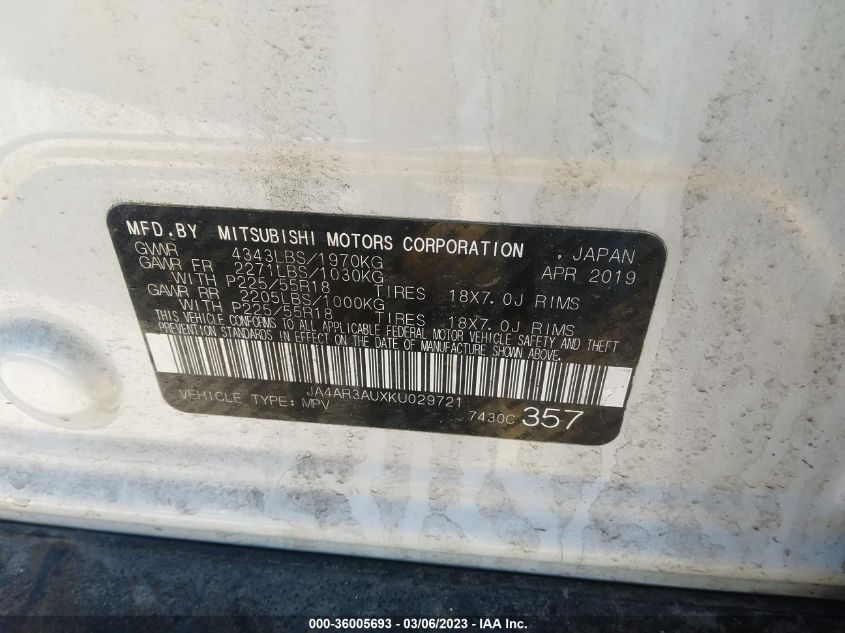 MFD.BY MITSUBISHI MOTORS CORPORATION , JAPAN
GVWR 4343LBS/1970KG APR 2019
GAWR FR 2271LBS/1030KG
WITH P225/55R18 TIRES 18X7.0J RIMS
GAWR RR 2205LBS/1000KG
WITH P225/55R18 TIRES 18X7.0J RIMS
THIS VEHICLE CONFORMS TO ALL APPLICABLE FEDERAL MOTOR VEHICLE SAFETY AND THEFT
PREVENTION STANDARDS IN EFFECT ON THE DATE OF MANUFACTURE SHOWN ABOVE.
JA4AR3AUXKU029721
VEHICLE TYPE: MPV 7430C 357
000-36005693 - 03/06/2023 - IAA Inc.